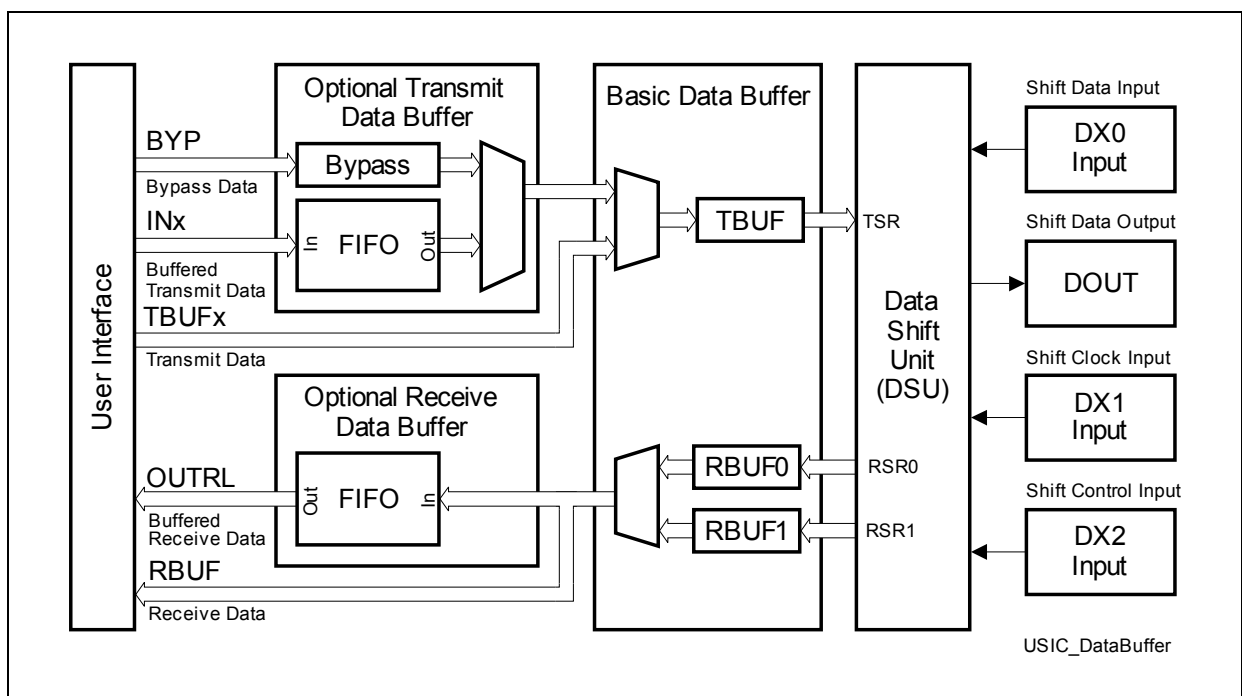 User Interface
BYP
Bypass Data
INx
Buffered
Transmit Data
TBUFx
Transmit Data
OUTRL
Buffered
Receive Data
RBUF
Receive Data
Optional Transmit
Data Buffer
Bypass
In
FIFO
Out
Optional Receive
Data Buffer
Out
FIFO
In
Basic Data Buffer
TBUF
RBUF0
RBUF1
TSR
Data
Shift
Unit
(DSU)
RSR0
RSR1
Shift Data Input
DX0
Input
Shift Data Output
DOUT
Shift Clock Input
DX1
Input
Shift Control Input
DX2
Input
USIC_DataBuffer